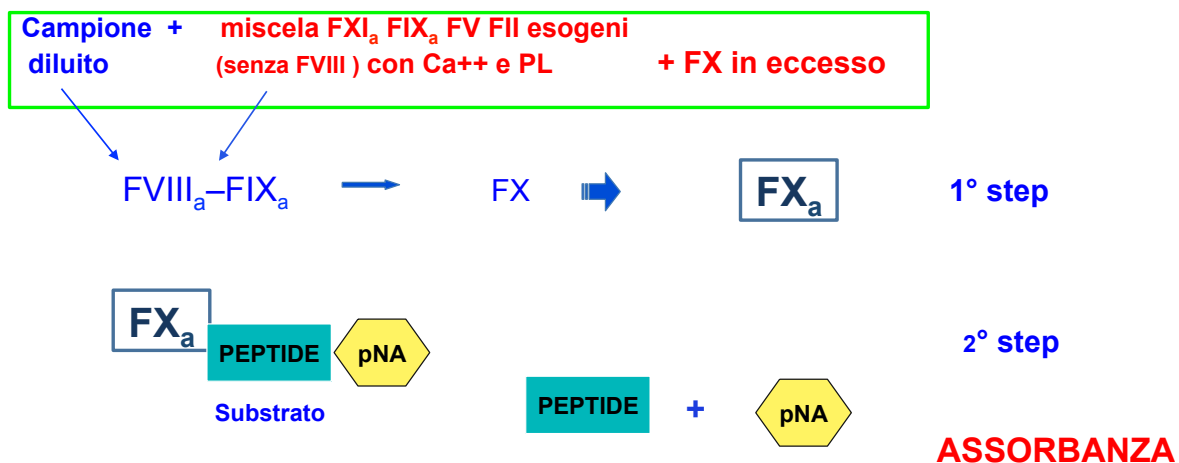 Campione + miscela FXIa FIXa FV FII esogeni
diluito (senza FVIII ) con Ca++ e PL + FX in eccesso
FVIIIa–FIXa FX FXa 1° step
FXa
PEPTIDE pNA 2° step
Substrato PEPTIDE + pNA
ASSORBANZA